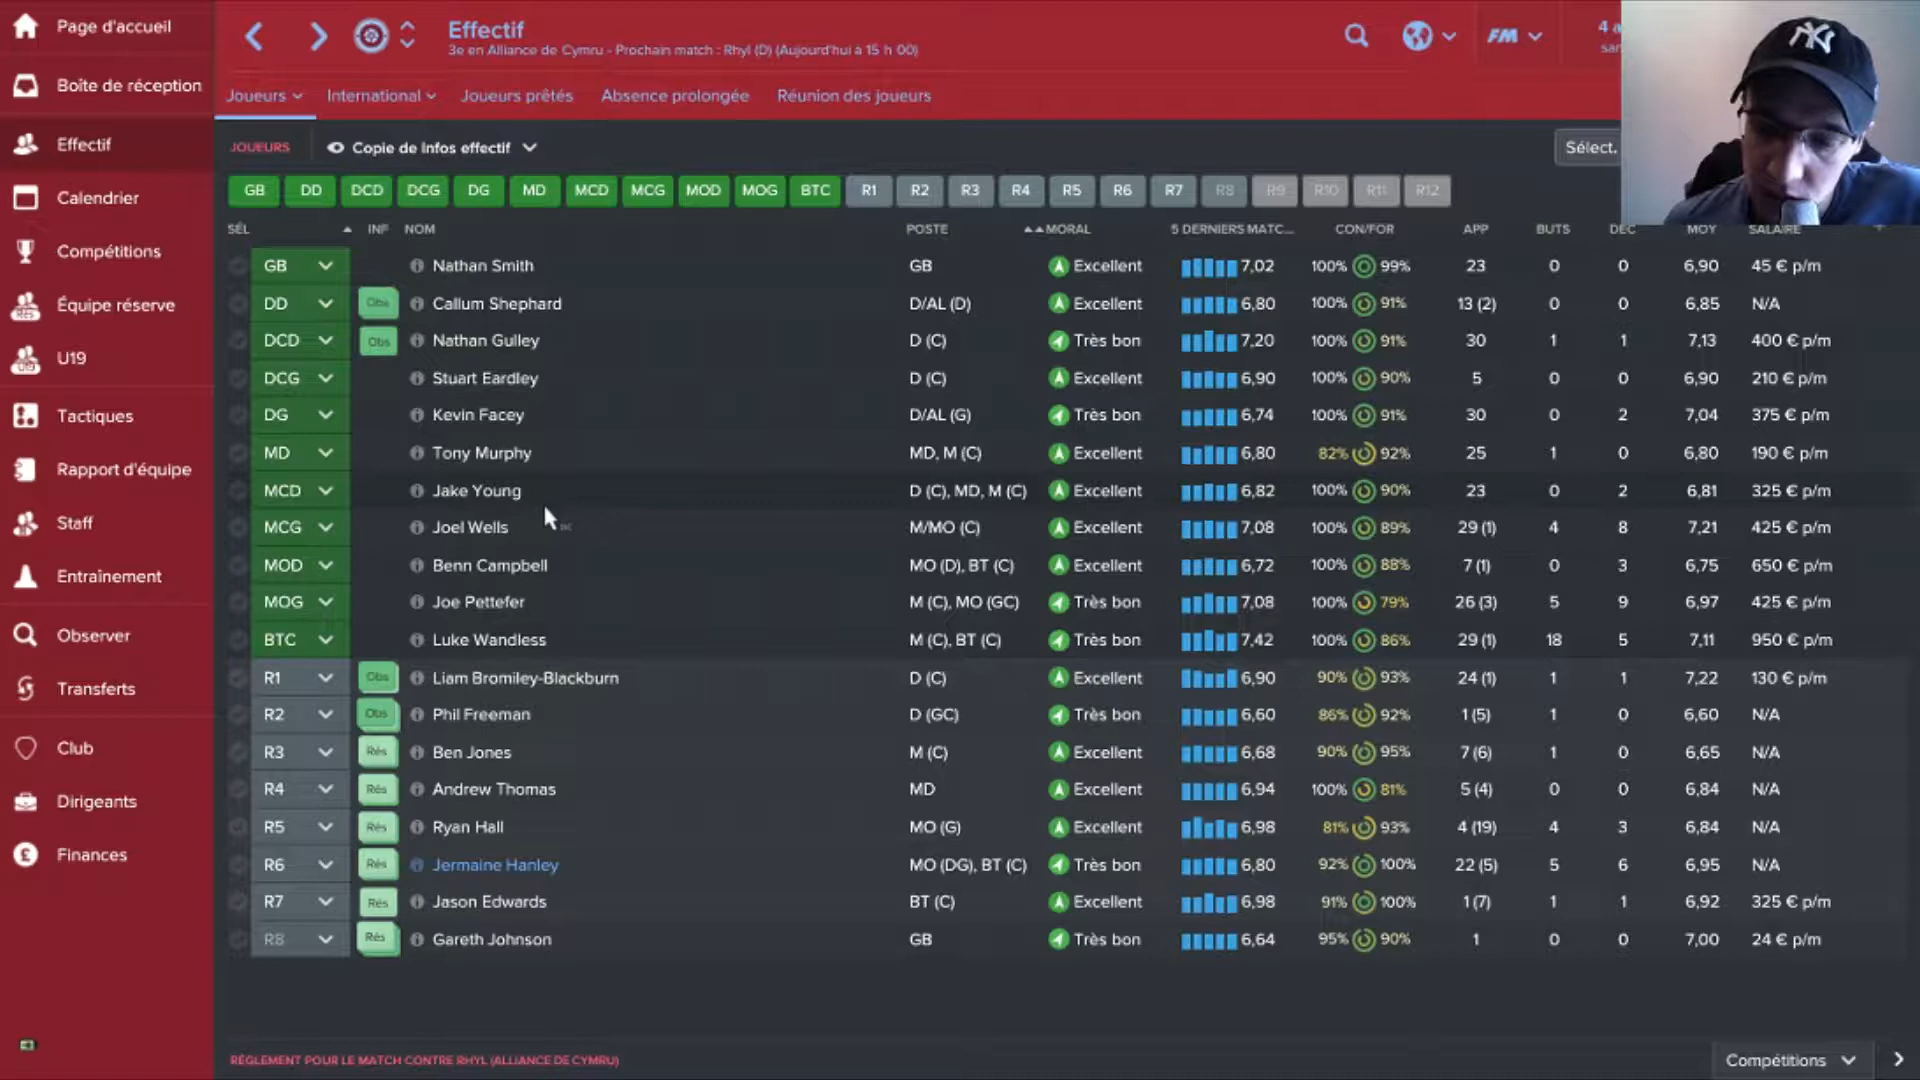 Page d'accueil
Boîte de réception
Effectif
Calendrier
Compétitions
Équipe réserve
U19
Tactiques
Rapport d'équipe
Staff
Entraînement
Observer
Transferts
Club
Dirigeants
Finances
Effectif
3e en Alliance de Cymru - Prochain match : Rhyl (D) (Aujourd'hui à 15 h 00)
FM
Joueurs International Joueurs prêtés Absence prolongée Réunion des joueurs
JOUEURS Copie de Infos effectif Sélect.
GB DD DCD DCG DG MD MCD MCG MOD MOG BTC R1 R2 R3 R4 R5 R6 R7 R8 R9 R10 R11 R12
SÉL INF NOM POSTE MORAL 5 DERNIERS MATC... CON/FOR APP BUTS DÉC MOY SALAIRE
GB Nathan Smith GB Excellent 7,02 100% 99% 23 0 0 6,90 45 € p/m
DD Obs Callum Shephard D/AL (D) Excellent 6,80 100% 91% 13 (2) 0 0 6,85 N/A
DCD Obs Nathan Gulley D (C) Très bon 7,20 100% 91% 30 1 1 7,13 400 € p/m
DCG Stuart Eardley D (C) Excellent 6,90 100% 90% 5 0 0 6,90 210 € p/m
DG Kevin Facey D/AL (G) Très bon 6,74 100% 91% 30 0 2 7,04 375 € p/m
MD Tony Murphy MD, M (C) Excellent 6,80 82% 92% 25 1 0 6,80 190 € p/m
MCD Jake Young D (C), MD, M (C) Excellent 6,82 100% 90% 23 0 2 6,81 325 € p/m
MCG Joel Wells M/MO (C) Excellent 7,08 100% 89% 29 (1) 4 8 7,21 425 € p/m
MOD Benn Campbell MO (D), BT (C) Excellent 6,72 100% 88% 7 (1) 0 3 6,75 650 € p/m
MOG Joe Pettefer M (C), MO (GC) Très bon 7,08 100% 79% 26 (3) 5 9 6,97 425 € p/m
BTC Luke Wandless M (C), BT (C) Très bon 7,42 100% 86% 29 (1) 18 5 7,11 950 € p/m
R1 Obs Liam Bromiley-Blackburn D (C) Excellent 6,90 90% 93% 24 (1) 1 1 7,22 130 € p/m
R2 Obs Phil Freeman D (GC) Très bon 6,60 86% 92% 1 (5) 1 0 6,60 N/A
R3 Rés Ben Jones M (C) Excellent 6,68 90% 95% 7 (6) 1 0 6,65 N/A
R4 Rés Andrew Thomas MD Excellent 6,94 100% 81% 5 (4) 0 0 6,84 N/A
R5 Rés Ryan Hall MO (G) Excellent 6,98 81% 93% 4 (19) 4 3 6,84 N/A
R6 Rés Jermaine Hanley MO (DG), BT (C) Très bon 6,80 92% 100% 22 (5) 5 6 6,95 N/A
R7 Rés Jason Edwards BT (C) Excellent 6,98 91% 100% 1 (7) 1 1 6,92 325 € p/m
R8 Rés Gareth Johnson GB Très bon 6,64 95% 90% 1 0 0 7,00 24 € p/m
RÈGLEMENT POUR LE MATCH CONTRE RHYL (ALLIANCE DE CYMRU)
Compétitions